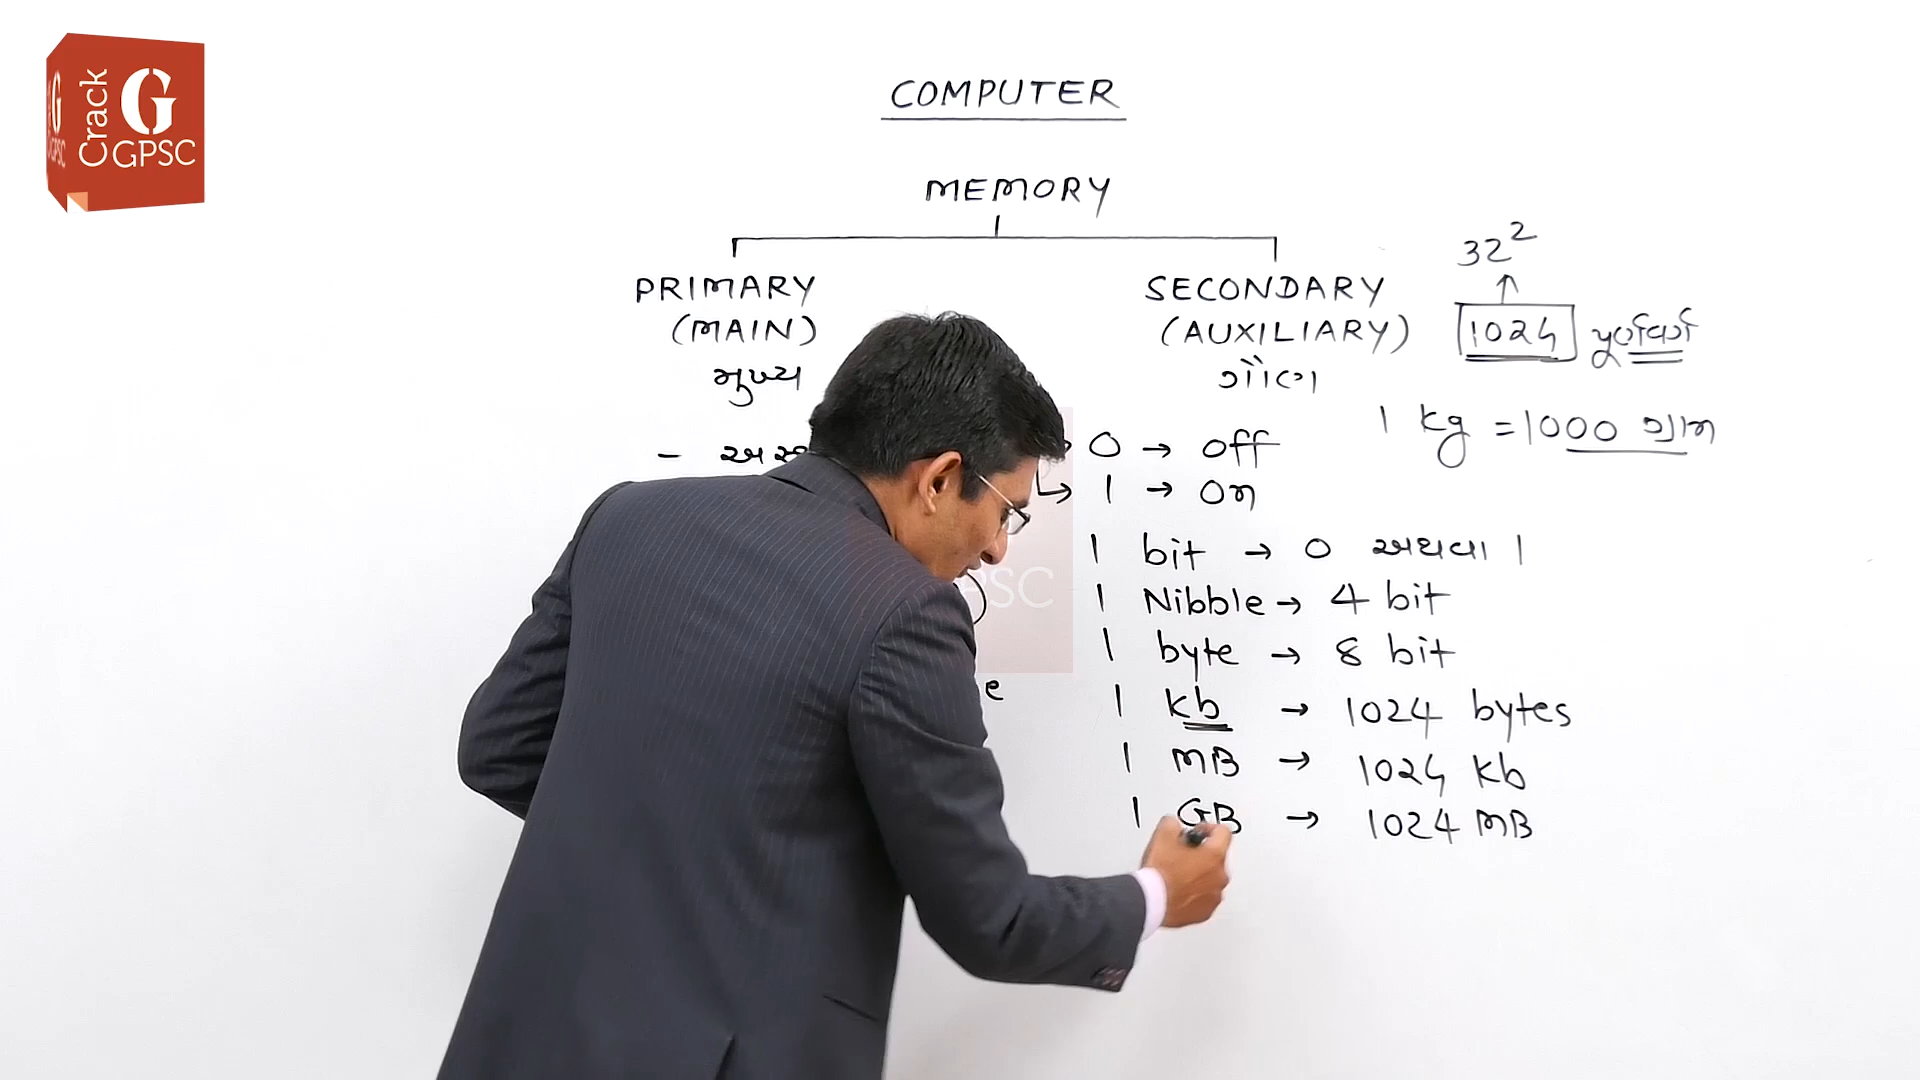 Crack
GPSC
COMPUTER
MEMORY
PRIMARY
(MAIN)
મુખ્ય
SECONDARY
(AUXILIARY)
ગૌણ
32²
1024 પૂર્ણવર્ગ
1 kg = 1000 ગ્રામ
-
0 → Off
1 → On
1 bit → 0 અથવા 1
1 Nibble → 4 bit
1 byte → 8 bit
1 kb → 1024 bytes
1 MB → 1024 kb
1 GB → 1024 MB